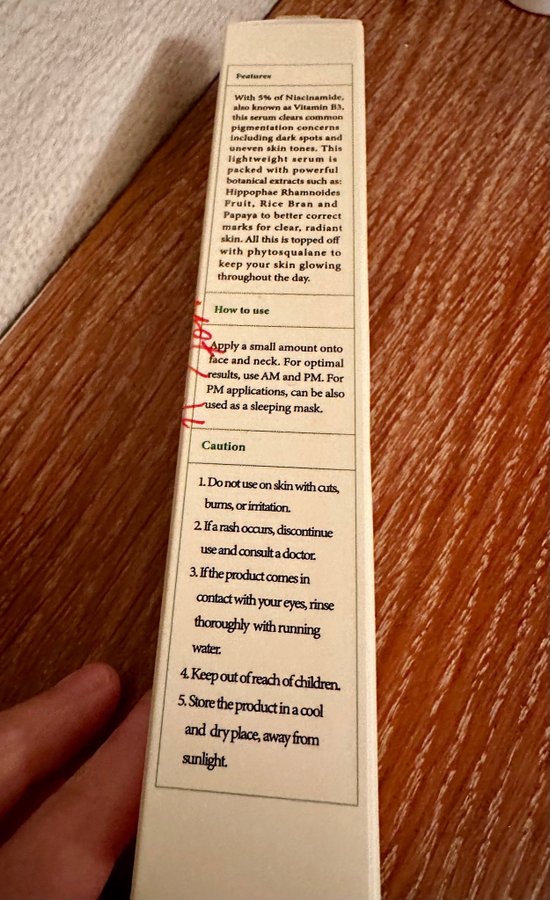 Features
With 5% of Niacinamide,
also known as Vitamin B3,
this serum clears common
pigmentation concerns
including dark spots and
uneven skin tones. This
lightweight serum is
packed with powerful
botanical extracts such as:
Hippophae Rhamnoides
Fruit, Rice Bran and
Papaya to better correct
marks for clear, radiant
skin. All this is topped off
with phytosqualane to
keep your skin glowing
throughout the day.
How to use
Apply a small amount onto
face and neck. For optimal
results, use AM and PM. For
PM applications, can be also
used as a sleeping mask.
Caution
1. Do not use on skin with cuts,
burns, or irritation.
2. If a rash occurs, discontinue
use and consult a doctor.
3. If the product comes in
contact with your eyes, rinse
thoroughly with running
water.
4. Keep out of reach of children.
5. Store the product in a cool
and dry place, away from
sunlight.